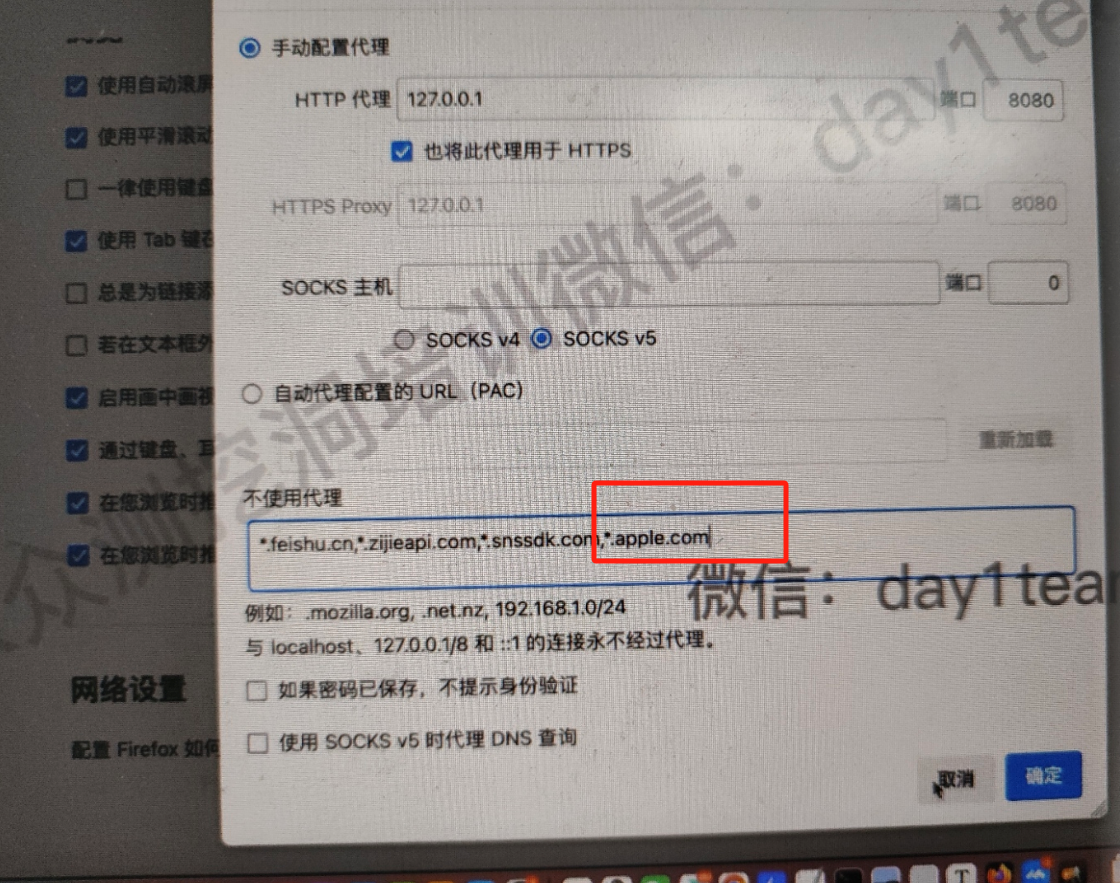 手动配置代理
HTTP 代理 127.0.0.1 端口 8080
使用自动滚屏
也将此代理用于 HTTPS
使用平滑滚动
一律使用键盘
HTTPS Proxy 127.0.0.1 端口 8080
使用 Tab 键在
SOCKS 主机 端口 0
总是为链接添
SOCKS v4 SOCKS v5
若在文本框外
自动代理配置的 URL（PAC）
启用画中画视
重新加载
通过键盘、耳
不使用代理
在您浏览时推
*.feishu.cn,*.zijieapi.com,*.snssdk.com,*.apple.com
在您浏览时推
例如：.mozilla.org, .net.nz, 192.168.1.0/24
与 localhost、127.0.0.1/8 和 ::1 的连接永不经过代理。
网络设置
如果密码已保存，不提示身份验证
配置 Firefox 如何
使用 SOCKS v5 时代理 DNS 查询
取消 确定
众测挖洞培训微信：day1te
微信：day1tea